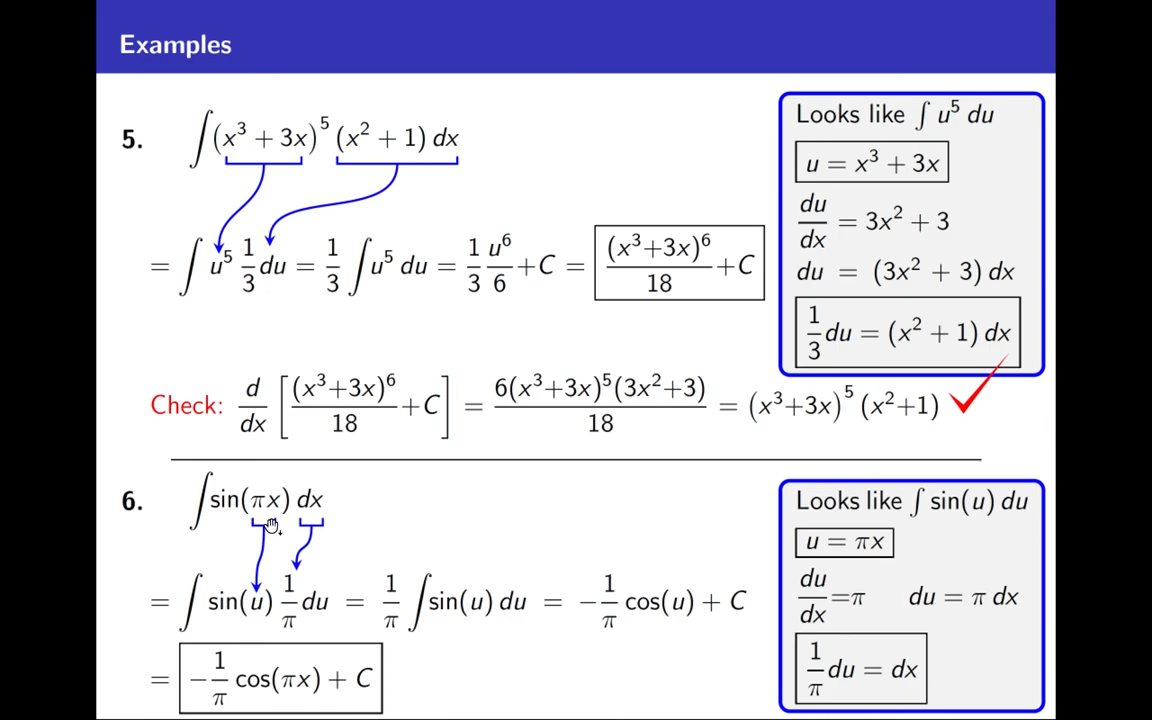 Examples
5. ∫(x³ + 3x)⁵ (x² + 1) dx
= ∫ u⁵ 1/3 du = 1/3 ∫ u⁵ du = 1/3 u⁶/6 + C = (x³+3x)⁶/18 + C
Looks like ∫ u⁵ du
u = x³ + 3x
du/dx = 3x² + 3
du = (3x² + 3) dx
1/3 du = (x² + 1) dx
Check: d/dx [(x³+3x)⁶/18 + C] = 6(x³+3x)⁵(3x²+3)/18 = (x³+3x)⁵ (x²+1)
6. ∫ sin(πx) dx
= ∫ sin(u) 1/π du = 1/π ∫ sin(u) du = −1/π cos(u) + C
= −1/π cos(πx) + C
Looks like ∫ sin(u) du
u = πx
du/dx = π du = π dx
1/π du = dx